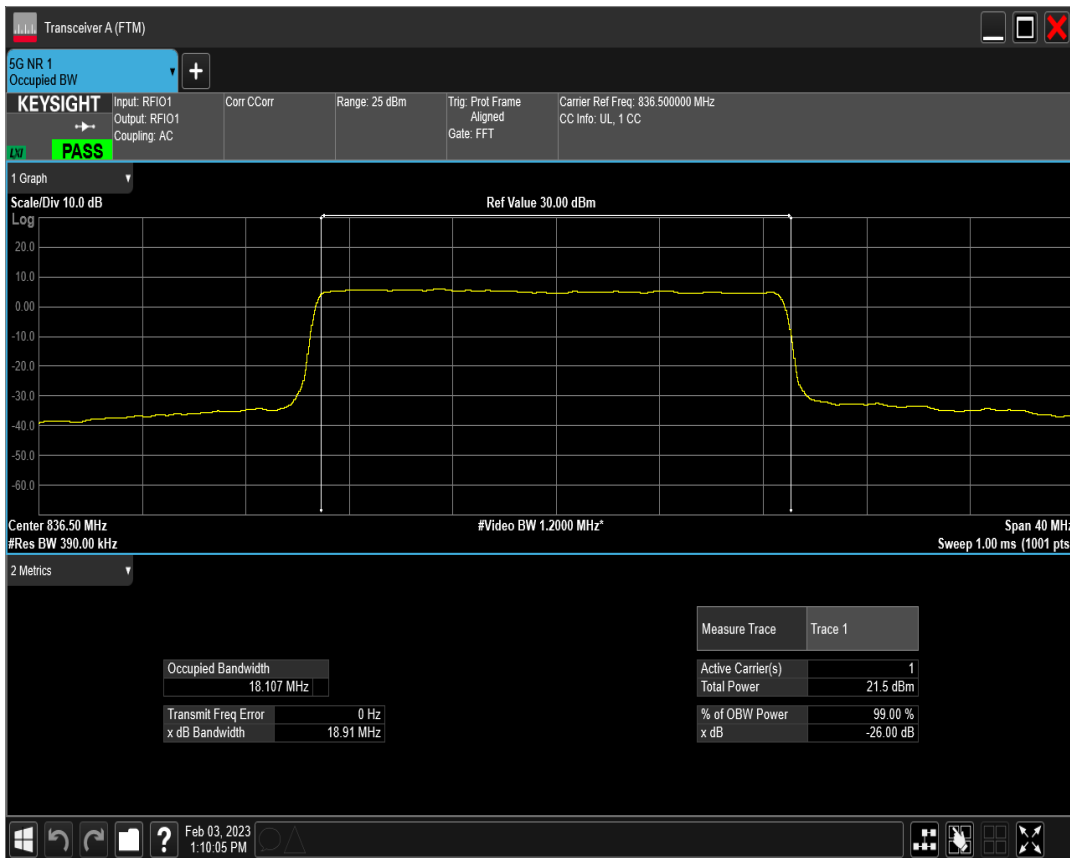 Transceiver A (FTM)
5G NR 1
Occupied BW
+
KEYSIGHT
LXI
PASS
Input: RFIO1
Output: RFIO1
Coupling: AC
Corr CCorr
Range: 25 dBm
Trig: Prot Frame
Aligned
Gate: FFT
Carrier Ref Freq: 836.500000 MHz
CC Info: UL, 1 CC
1 Graph
Scale/Div 10.0 dB
Ref Value 30.00 dBm
Log
20.0
10.0
0.00
-10.0
-20.0
-30.0
-40.0
-50.0
-60.0
Center 836.50 MHz
#Video BW 1.2000 MHz*
Span 40 MHz
#Res BW 390.00 kHz
Sweep 1.00 ms (1001 pts
2 Metrics
Measure Trace Trace 1
Occupied Bandwidth
18.107 MHz
Active Carrier(s) 1
Total Power 21.5 dBm
Transmit Freq Error 0 Hz
x dB Bandwidth 18.91 MHz
% of OBW Power 99.00 %
x dB -26.00 dB
?
Feb 03, 2023
1:10:05 PM